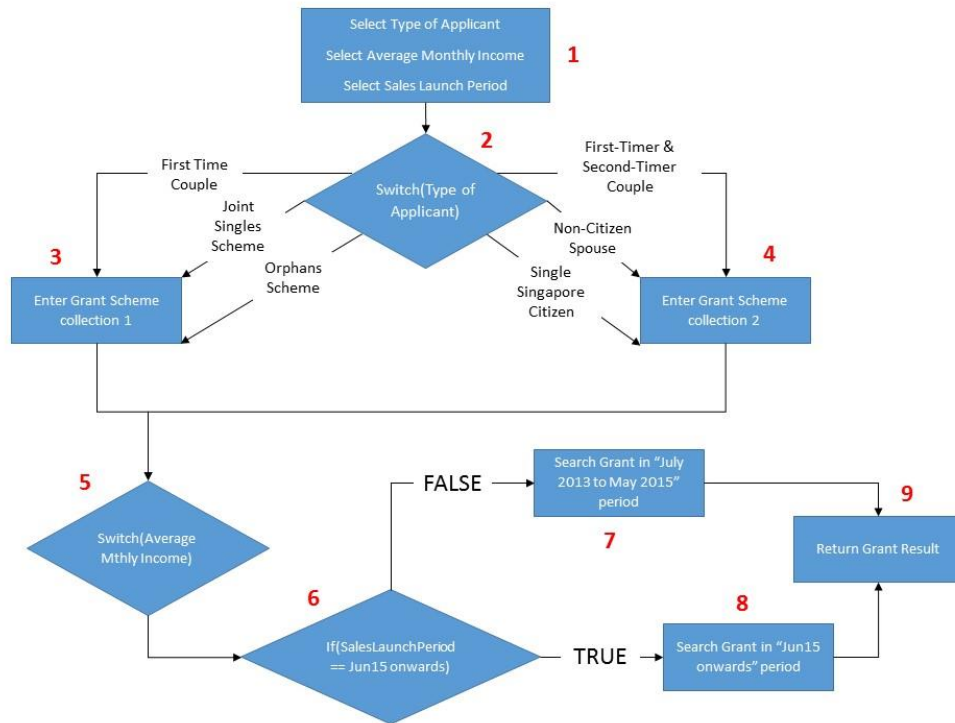 Select Type of Applicant
Select Average Monthly Income
Select Sales Launch Period
1
2
Switch(Type of
Applicant)
First Time
Couple
Joint
Singles
Scheme
Orphans
Scheme
First-Timer &
Second-Timer
Couple
Non-Citizen
Spouse
Single
Singapore
Citizen
3
Enter Grant Scheme
collection 1
4
Enter Grant Scheme
collection 2
5
Switch(Average
Mthly Income)
6
If(SalesLaunchPeriod
== Jun15 onwards)
FALSE
Search Grant in “July
2013 to May 2015”
period
7
TRUE
8
Search Grant in “Jun15
onwards” period
9
Return Grant Result